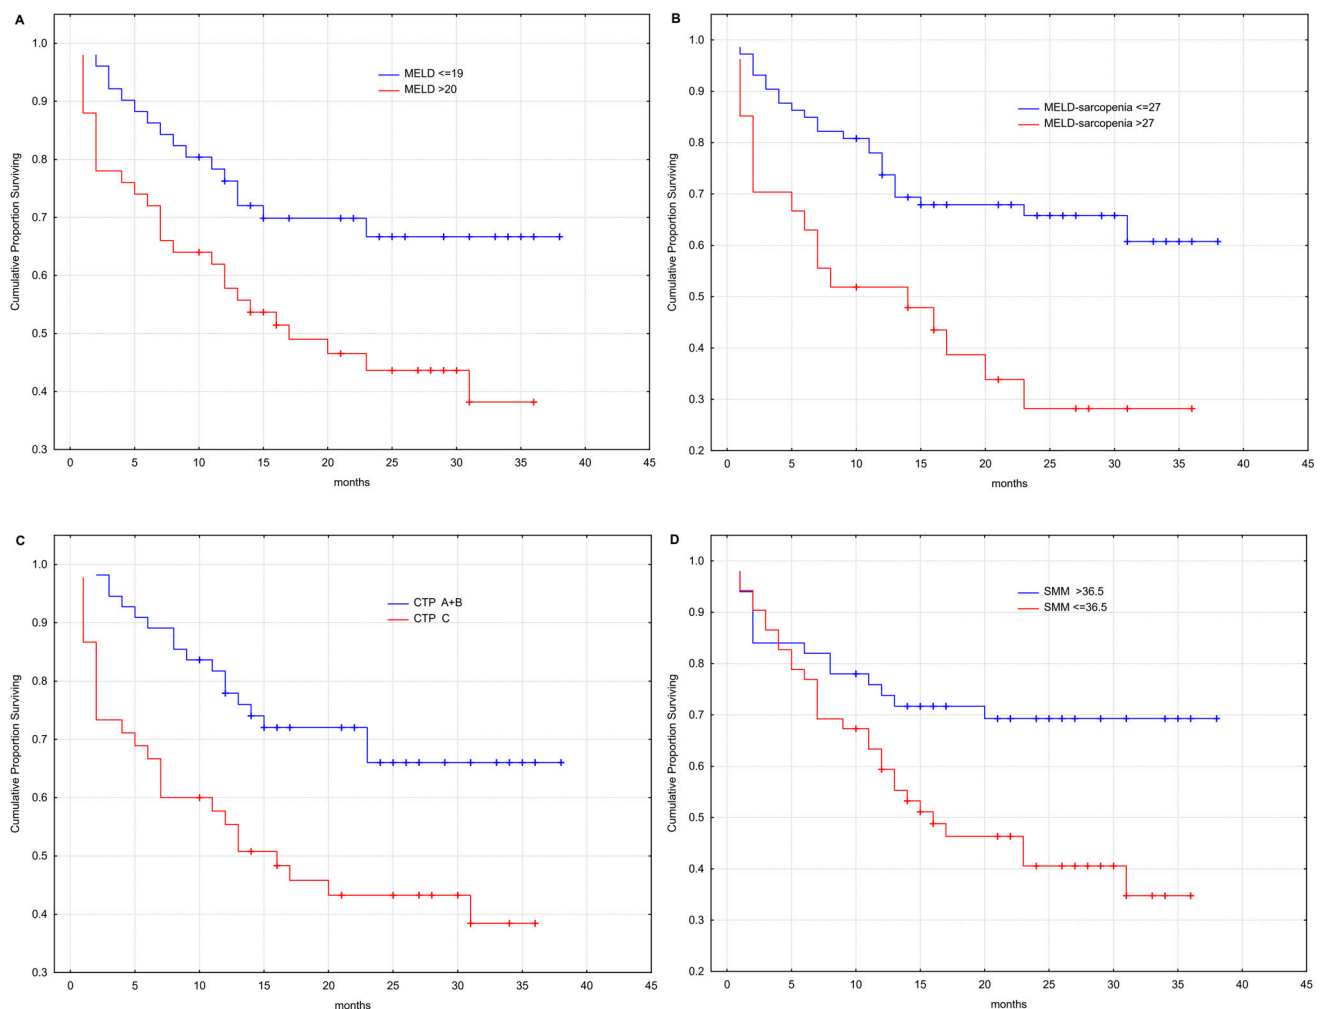 A
MELD <=19
MELD >20
Cumulative Proportion Surviving
1.0
0.9
0.8
0.7
0.6
0.5
0.4
0.3
0 5 10 15 20 25 30 35 40 45
months
B
MELD-sarcopenia <=27
MELD-sarcopenia >27
Cumulative Proportion Surviving
1.0
0.9
0.8
0.7
0.6
0.5
0.4
0.3
0.2
0 5 10 15 20 25 30 35 40 45
months
C
CTP A+B
CTP C
Cumulative Proportion Surviving
1.0
0.9
0.8
0.7
0.6
0.5
0.4
0.3
0 5 10 15 20 25 30 35 40 45
months
D
SMM >36.5
SMM <=36.5
Cumulative Proportion Surviving
1.0
0.9
0.8
0.7
0.6
0.5
0.4
0.3
0.2
0 5 10 15 20 25 30 35 40 45
months